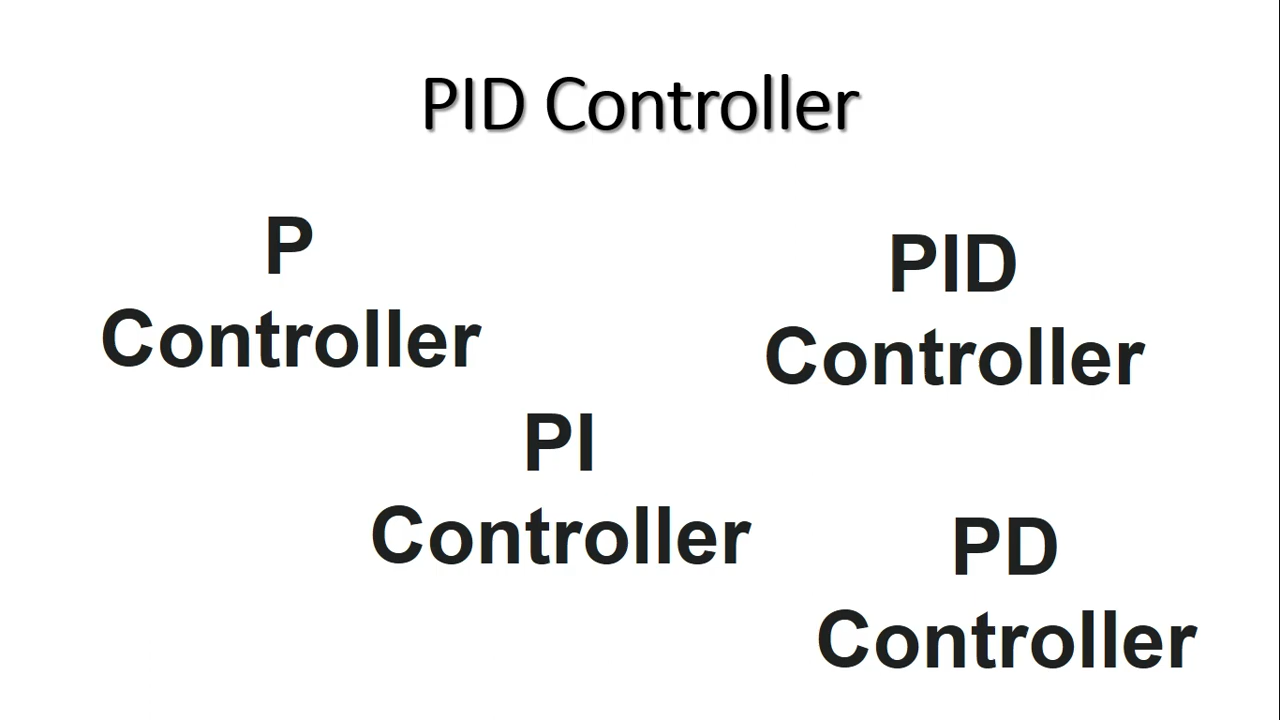 PID Controller
P
Controller
PID
Controller
PI
Controller
PD
Controller